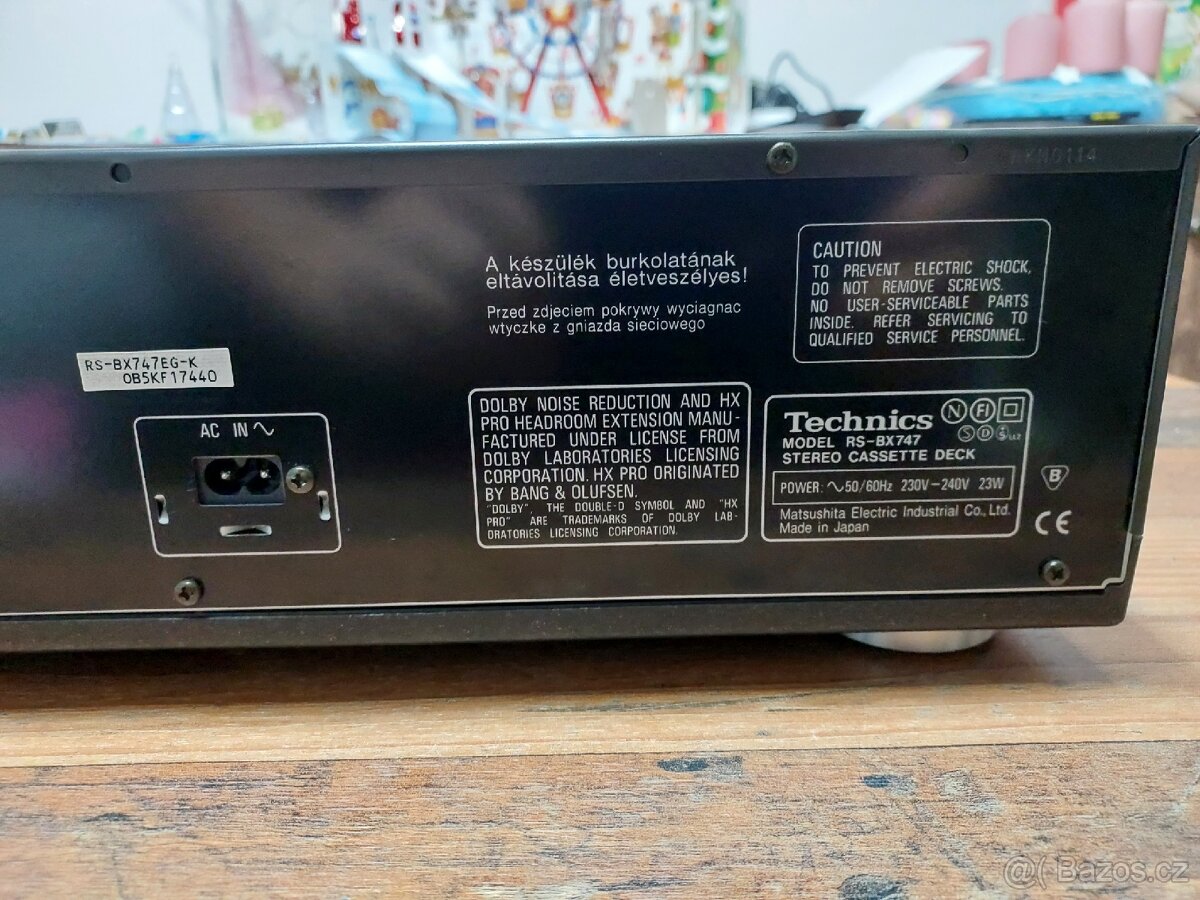 A készülék burkolatának
eltávolítása életveszélyes!
Przed zdjeciem pokrywy wyciagnac
wtyczke z gniazda sieciowego
CAUTION
TO PREVENT ELECTRIC SHOCK,
DO NOT REMOVE SCREWS.
NO USER-SERVICEABLE PARTS
INSIDE. REFER SERVICING TO
QUALIFIED SERVICE PERSONNEL.
RS-BX747EG-K
OB5KF17440
AC IN ∿
DOLBY NOISE REDUCTION AND HX
PRO HEADROOM EXTENSION MANU-
FACTURED UNDER LICENSE FROM
DOLBY LABORATORIES LICENSING
CORPORATION. HX PRO ORIGINATED
BY BANG & OLUFSEN.
"DOLBY", THE DOUBLE-D SYMBOL AND "HX
PRO" ARE TRADEMARKS OF DOLBY LAB-
ORATORIES LICENSING CORPORATION.
Technics N FI
S D
MODEL RS-BX747
STEREO CASSETTE DECK
POWER: ∿50/60Hz 230V-240V 23W
Matsushita Electric Industrial Co., Ltd.
Made in Japan
B
CE
Bazos.cz